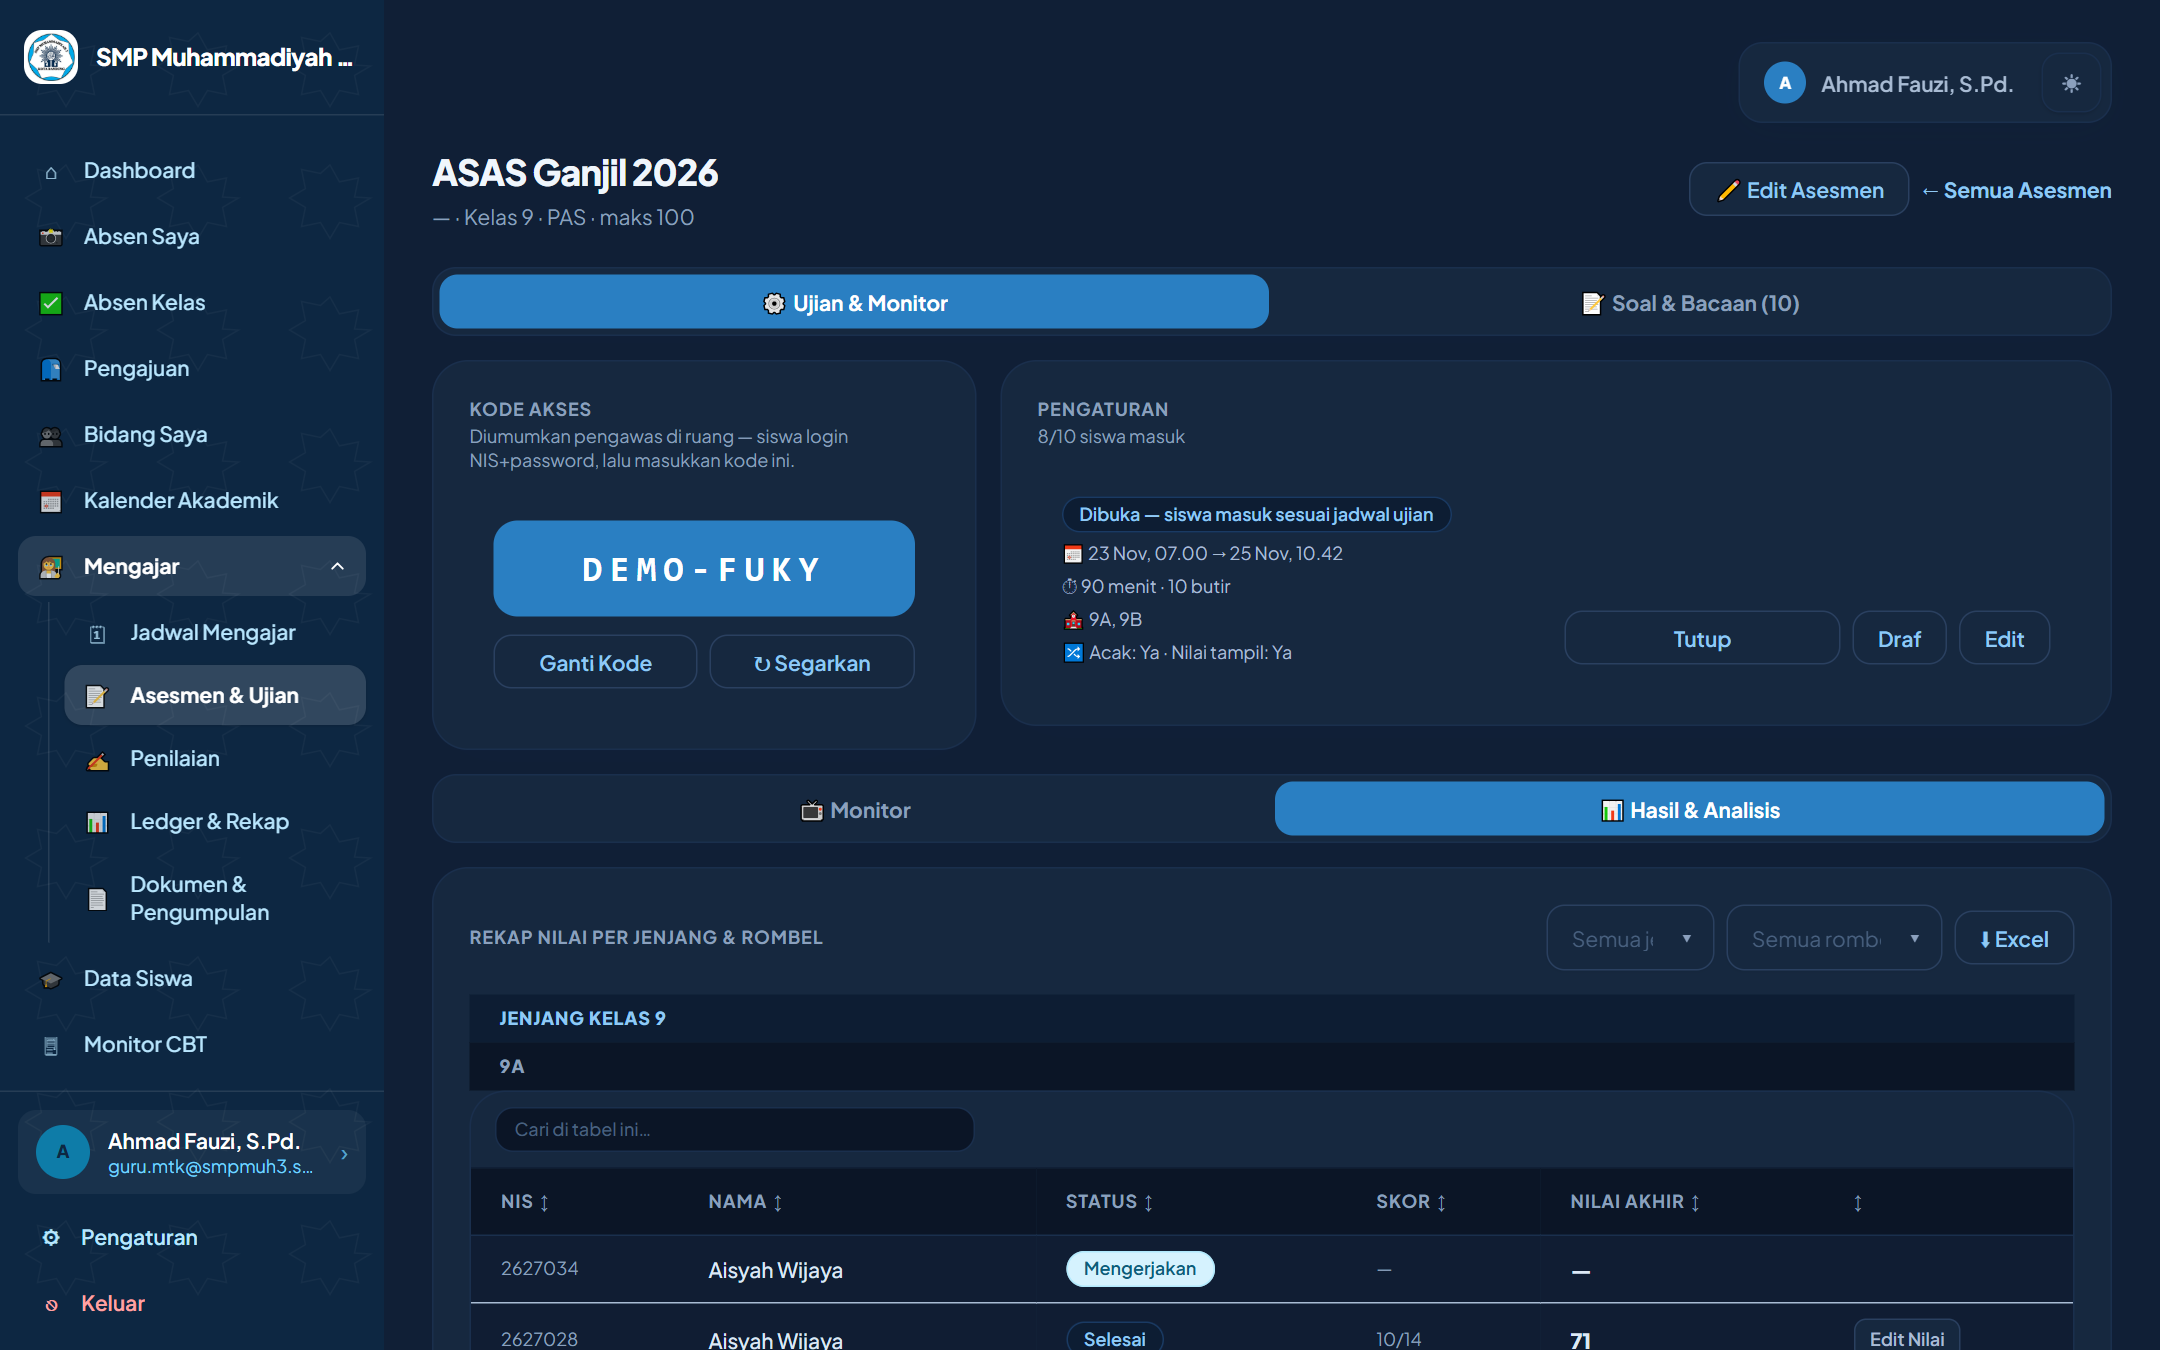 SMP Muhammadiyah ...
Dashboard
Absen Saya
Absen Kelas
Pengajuan
Bidang Saya
Kalender Akademik
Mengajar
Jadwal Mengajar
Asesmen & Ujian
Penilaian
Ledger & Rekap
Dokumen &
Pengumpulan
Data Siswa
Monitor CBT
A
Ahmad Fauzi, S.Pd.
guru.mtk@smpmuh3.s...
Pengaturan
Keluar
A Ahmad Fauzi, S.Pd.
ASAS Ganjil 2026
— · Kelas 9 · PAS · maks 100
Edit Asesmen
← Semua Asesmen
Ujian & Monitor
Soal & Bacaan (10)
KODE AKSES
Diumumkan pengawas di ruang — siswa login
NIS+password, lalu masukkan kode ini.
DEMO-FUKY
Ganti Kode
↻ Segarkan
PENGATURAN
8/10 siswa masuk
Dibuka — siswa masuk sesuai jadwal ujian
23 Nov, 07.00 → 25 Nov, 10.42
90 menit · 10 butir
9A, 9B
Acak: Ya · Nilai tampil: Ya
Tutup
Draf
Edit
Monitor
Hasil & Analisis
REKAP NILAI PER JENJANG & ROMBEL
Semua j
Semua romb
⬇ Excel
JENJANG KELAS 9
9A
Cari di tabel ini...
NIS ↕ NAMA ↕ STATUS ↕ SKOR ↕ NILAI AKHIR ↕ ↕
2627034 Aisyah Wijaya Mengerjakan — —
2627028 Aisyah Wijaya Selesai 10/14 71 Edit Nilai